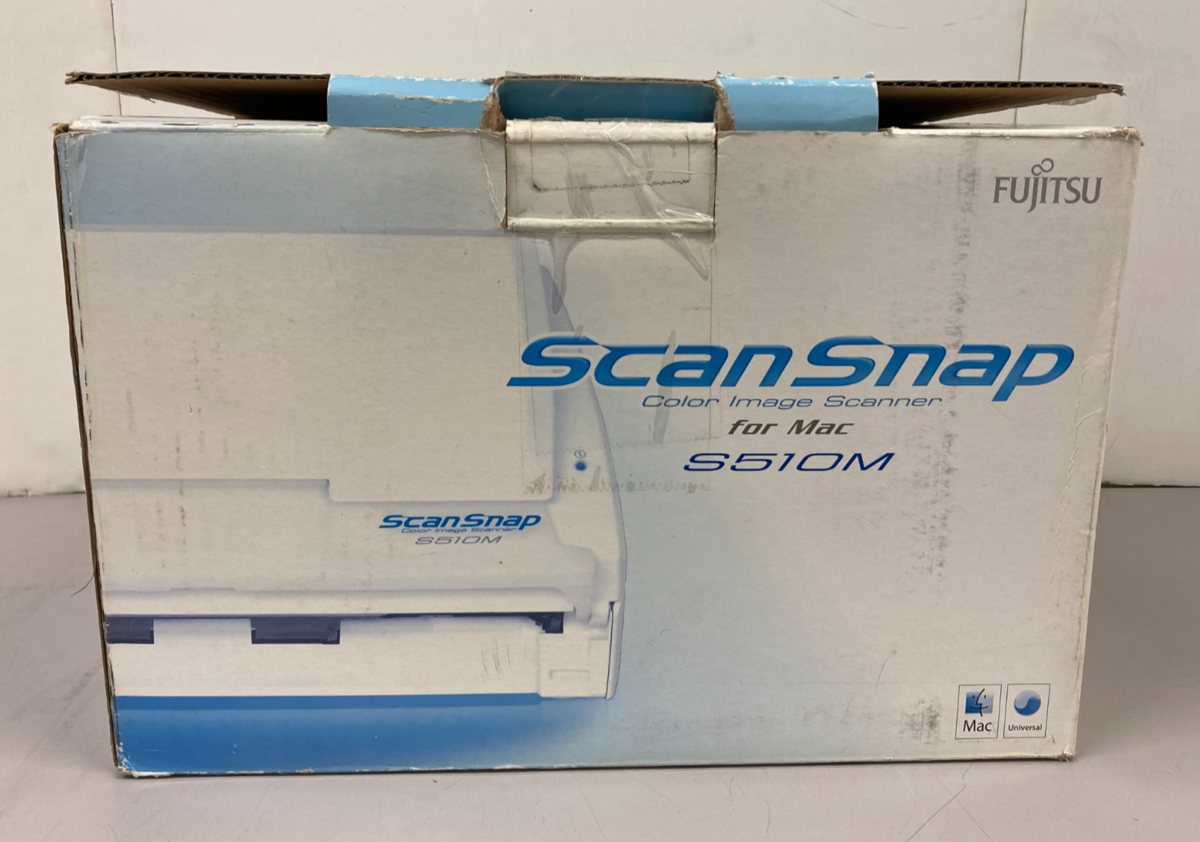 FUJITSU
ScanSnap
Color Image Scanner
for Mac
S510M
ScanSnap
Color Image Scanner
S510M
Mac
Universal